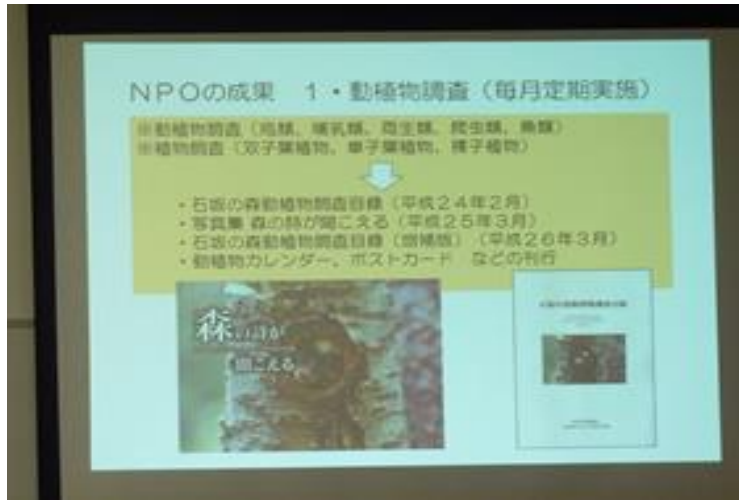 NPOの成果 1・動植物調査（毎月定期実施）
※動植物調査（鳥類、哺乳類、両生類、爬虫類、魚類）
※植物調査（双子葉植物、単子葉植物、裸子植物）
・石坂の森動植物調査目録（平成24年2月）
・写真集 森の詩が聞こえる（平成25年3月）
・石坂の森動植物調査目録（増補版）（平成26年3月）
・動植物カレンダー、ポストカード などの刊行
森の詩が
聞こえる